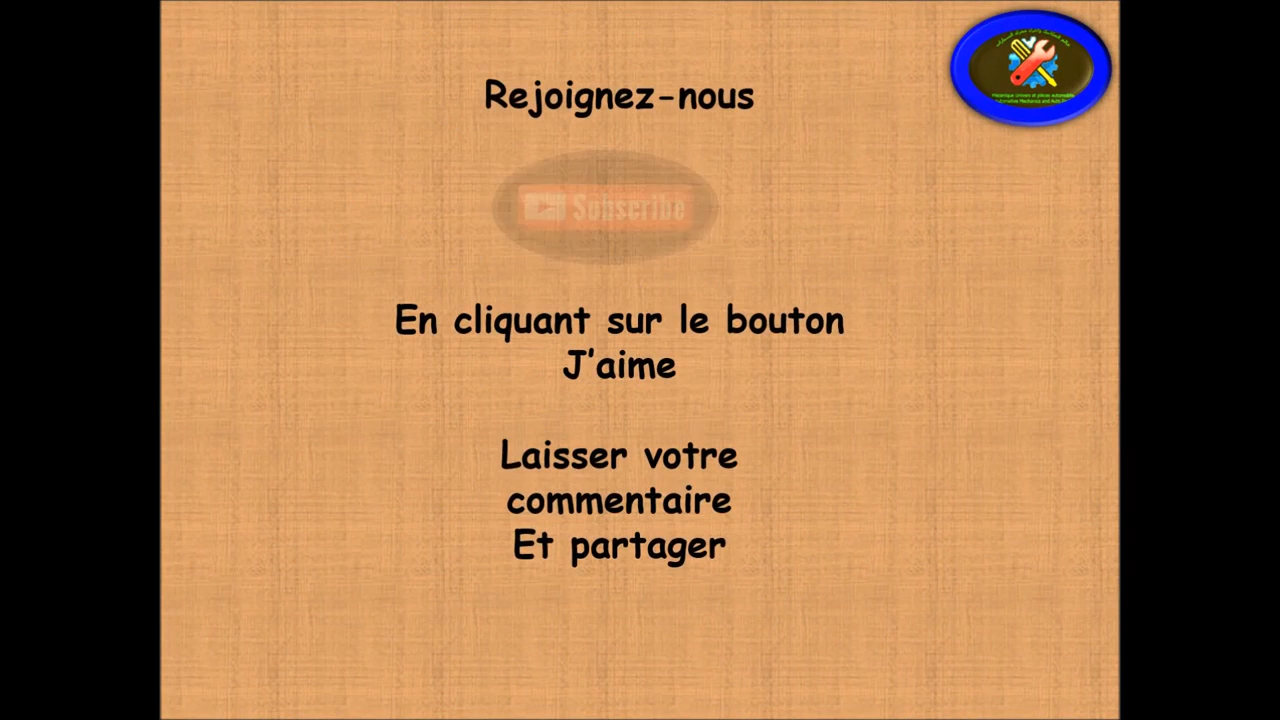 Rejoignez-nous
Subscribe
En cliquant sur le bouton
J'aime
Laisser votre
commentaire
Et partager